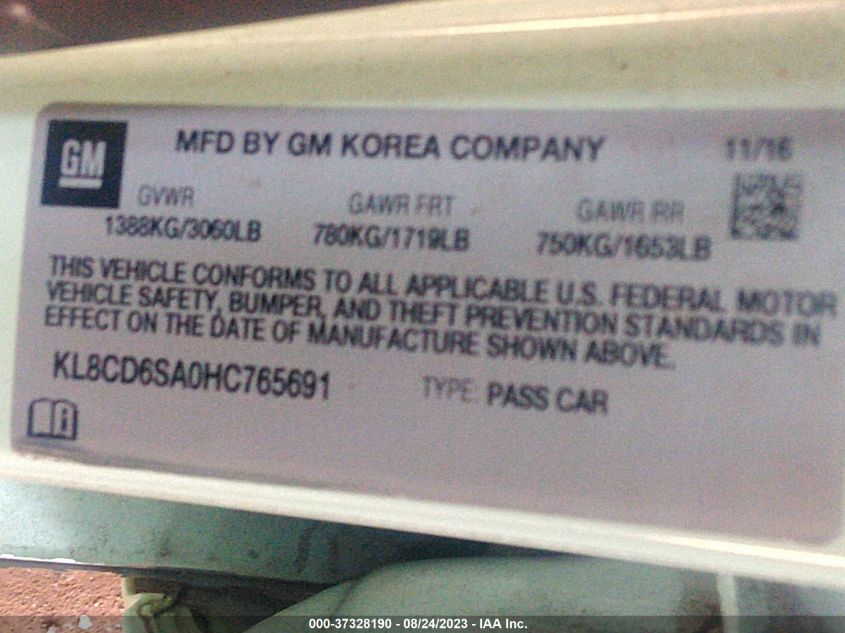 GM
MFD BY GM KOREA COMPANY 11/16
GVWR GAWR FRT GAWR RR
1388KG/3060LB 780KG/1719LB 750KG/1653LB
THIS VEHICLE CONFORMS TO ALL APPLICABLE U.S. FEDERAL MOTOR
VEHICLE SAFETY, BUMPER, AND THEFT PREVENTION STANDARDS IN
EFFECT ON THE DATE OF MANUFACTURE SHOWN ABOVE.
KL8CD6SA0HC765691 TYPE: PASS CAR
000-37328190 - 08/24/2023 - IAA Inc.